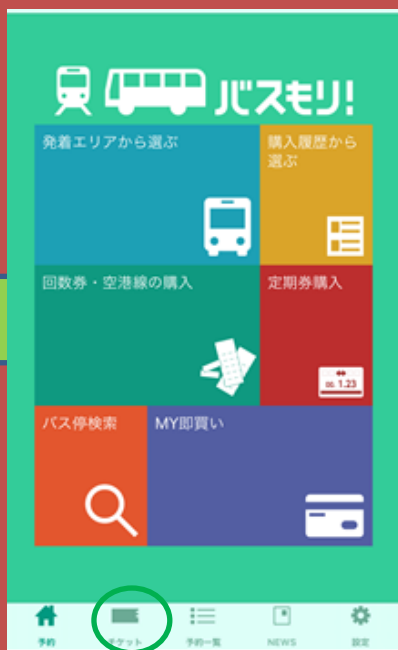 バスもり!
発着エリアから選ぶ
購入履歴から
選ぶ
回数券・空港線の購入
定期券購入
00. 1.23
バス停検索
MY即買い
予約
チケット
予約一覧
NEWS
設定